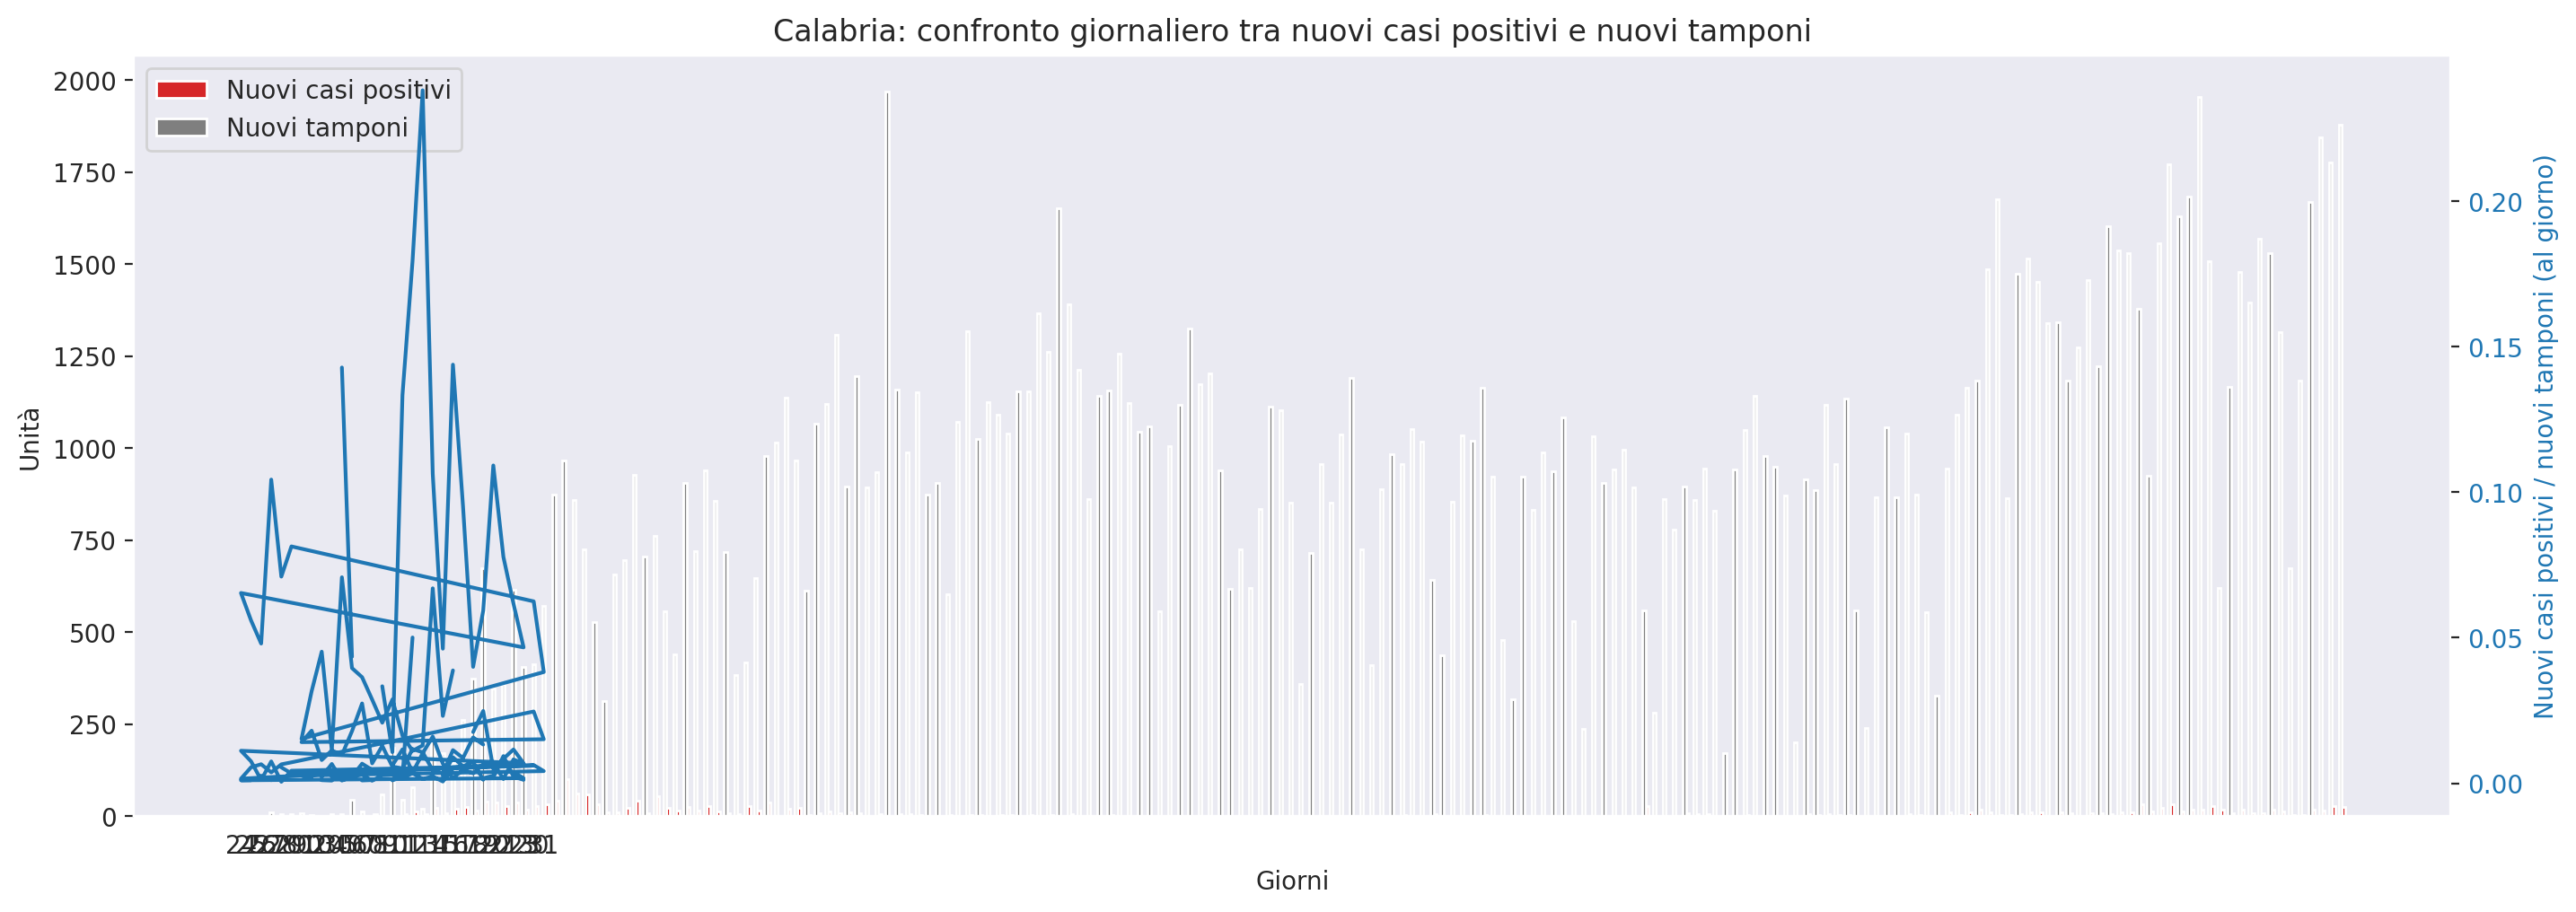 Calabria: confronto giornaliero tra nuovi casi positivi e nuovi tamponi
Nuovi casi positivi
Nuovi tamponi
2000
1750
1500
1250
1000
750
500
250
0
Unità
0.20
0.15
0.10
0.05
0.00
Nuovi casi positivi / nuovi tamponi (al giorno)
Giorni